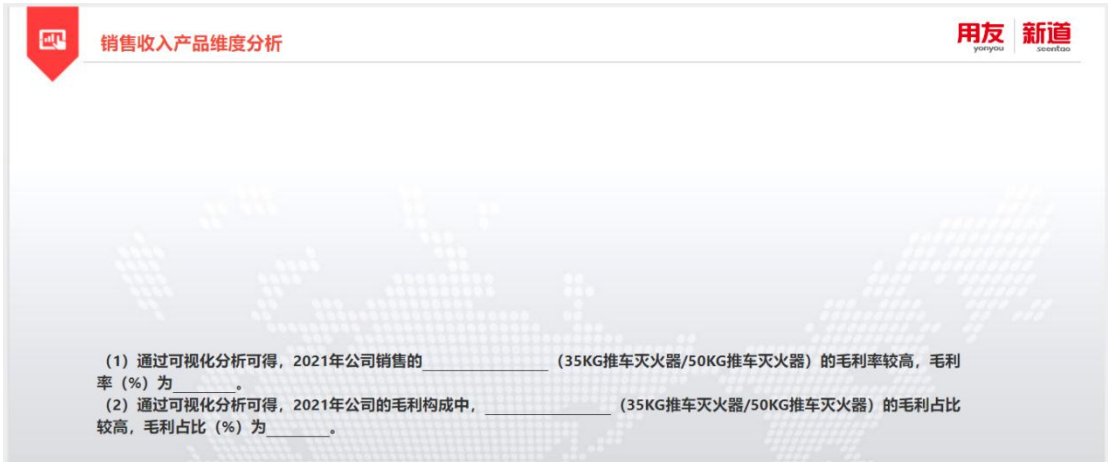 销售收入产品维度分析
用友 新道
yonyou seentao
（1）通过可视化分析可得，2021年公司销售的______________（35KG推车灭火器/50KG推车灭火器）的毛利率较高，毛利
率（%）为_______。
（2）通过可视化分析可得，2021年公司的毛利构成中，______________（35KG推车灭火器/50KG推车灭火器）的毛利占比
较高，毛利占比（%）为_______。